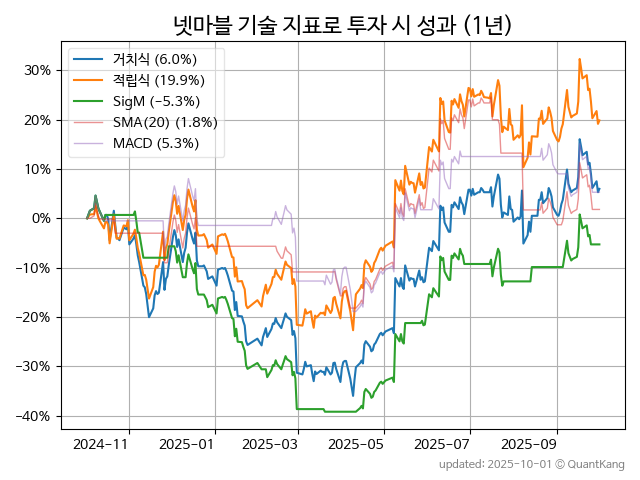 넷마블 기술 지표로 투자 시 성과 (1년)
거치식 (6.0%)
적립식 (19.9%)
SigM (−5.3%)
SMA(20) (1.8%)
MACD (5.3%)
30%
20%
10%
0%
−10%
−20%
−30%
−40%
2024-11
2025-01
2025-03
2025-05
2025-07
2025-09
updated: 2025-10-01 © QuantKang